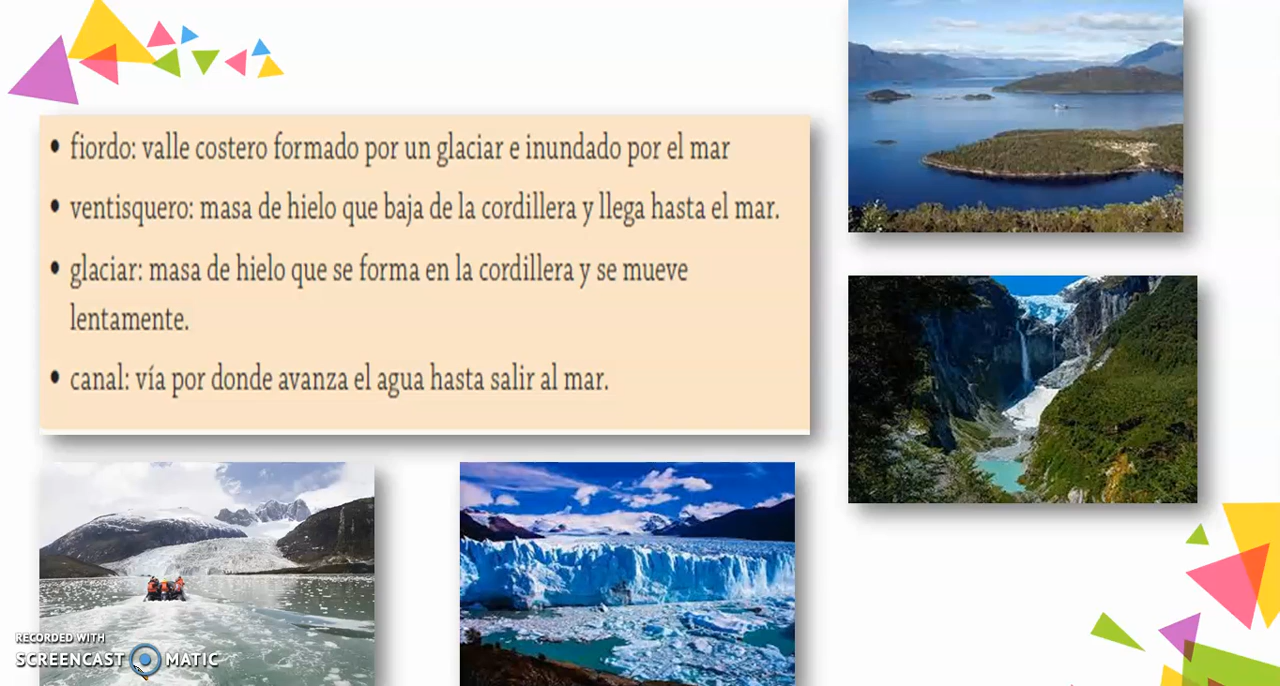 • fiordo: valle costero formado por un glaciar e inundado por el mar
• ventisquero: masa de hielo que baja de la cordillera y llega hasta el mar.
• glaciar: masa de hielo que se forma en la cordillera y se mueve
lentamente.
• canal: vía por donde avanza el agua hasta salir al mar.
RECORDED WITH
SCREENCAST MATIC